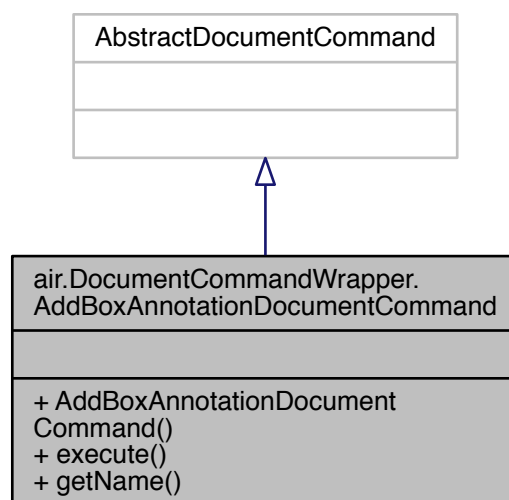 AbstractDocumentCommand
air.DocumentCommandWrapper.
AddBoxAnnotationDocumentCommand
+ AddBoxAnnotationDocument
Command()
+ execute()
+ getName()